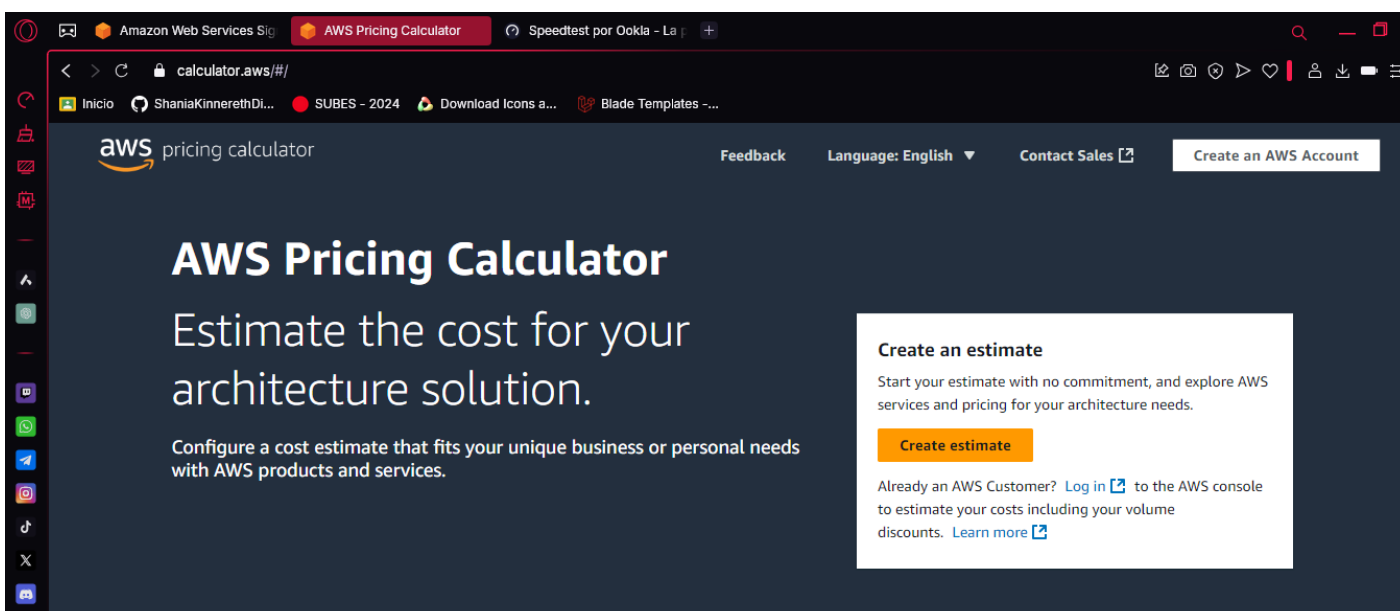 Amazon Web Services Sig
AWS Pricing Calculator
Speedtest por Ookla - La p
calculator.aws/#/
Inicio
ShaniaKinnerethDi...
SUBES - 2024
Download Icons a...
Blade Templates -...
aws pricing calculator
Feedback
Language: English
Contact Sales
Create an AWS Account
AWS Pricing Calculator
Estimate the cost for your
architecture solution.
Configure a cost estimate that fits your unique business or personal needs
with AWS products and services.
Create an estimate
Start your estimate with no commitment, and explore AWS
services and pricing for your architecture needs.
Create estimate
Already an AWS Customer? Log in to the AWS console
to estimate your costs including your volume
discounts. Learn more